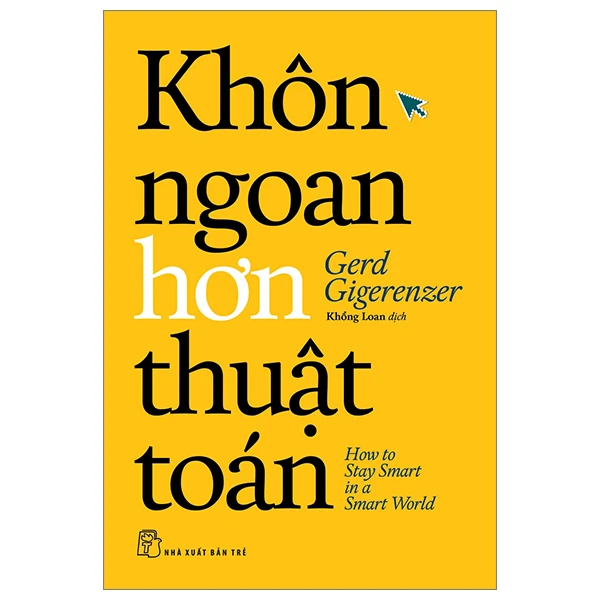 Khôn
ngoan
hơn
Gerd
Gigerenzer
Khổng Loan dịch
thuật
toán
How to
Stay Smart
in a
Smart World
NHÀ XUẤT BẢN TRẺ